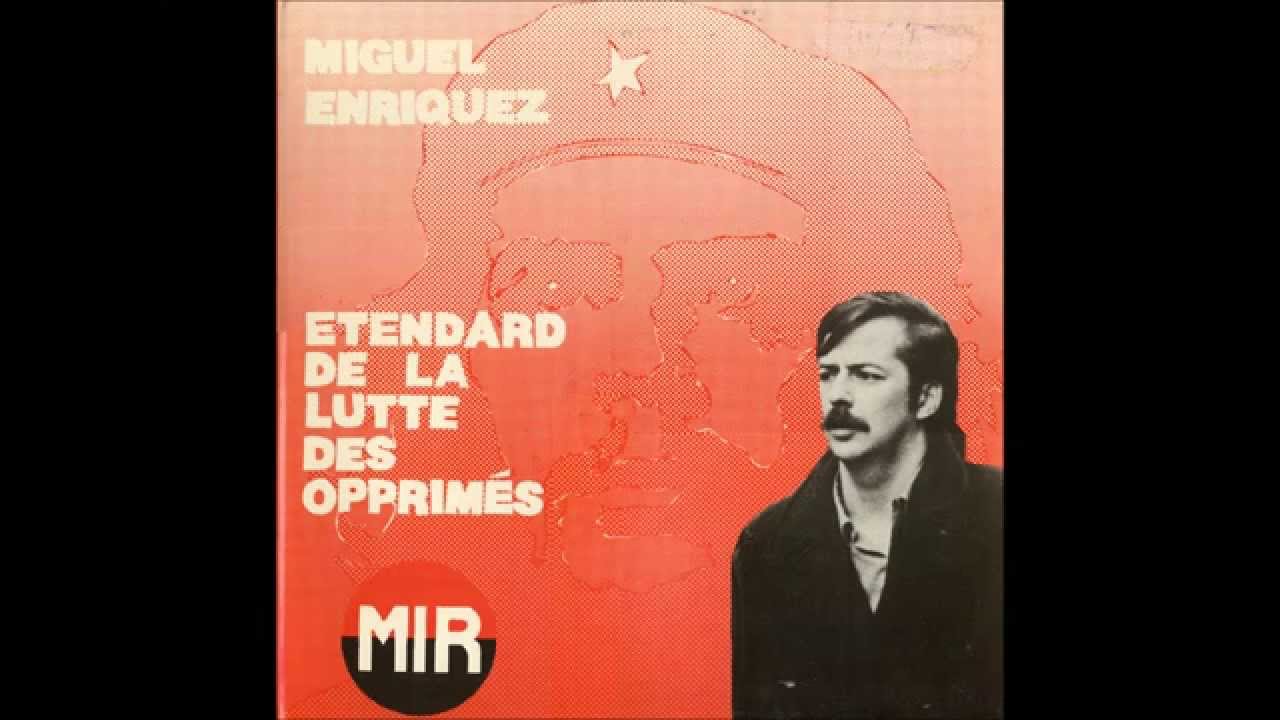 MIGUEL
ENRIQUEZ
ETENDARD
DE LA
LUTTE
DES
OPPRIMÉS
MIR